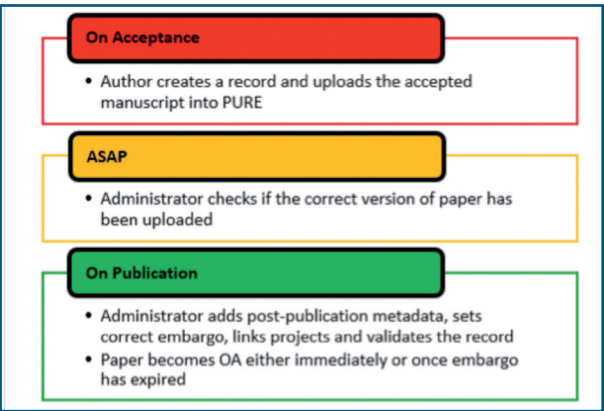 On Acceptance
• Author creates a record and uploads the accepted
manuscript into PURE
ASAP
• Administrator checks if the correct version of paper has
been uploaded
On Publication
• Administrator adds post-publication metadata, sets
correct embargo, links projects and validates the record
• Paper becomes OA either immediately or once embargo
has expired